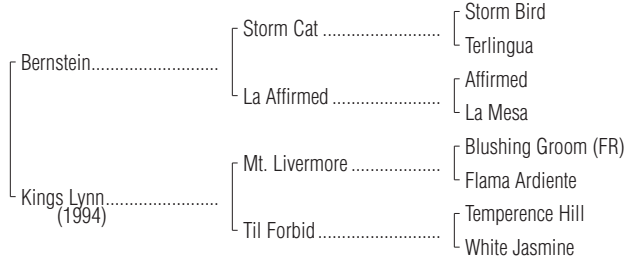 Storm Bird
Storm Cat ........................
Terlingua
Bernstein..........................
Affirmed
La Affirmed ......................
La Mesa
Blushing Groom (FR)
Mt. Livermore ..................
Flama Ardiente
Kings Lynn.......................
(1994)
Temperence Hill
Til Forbid .........................
White Jasmine